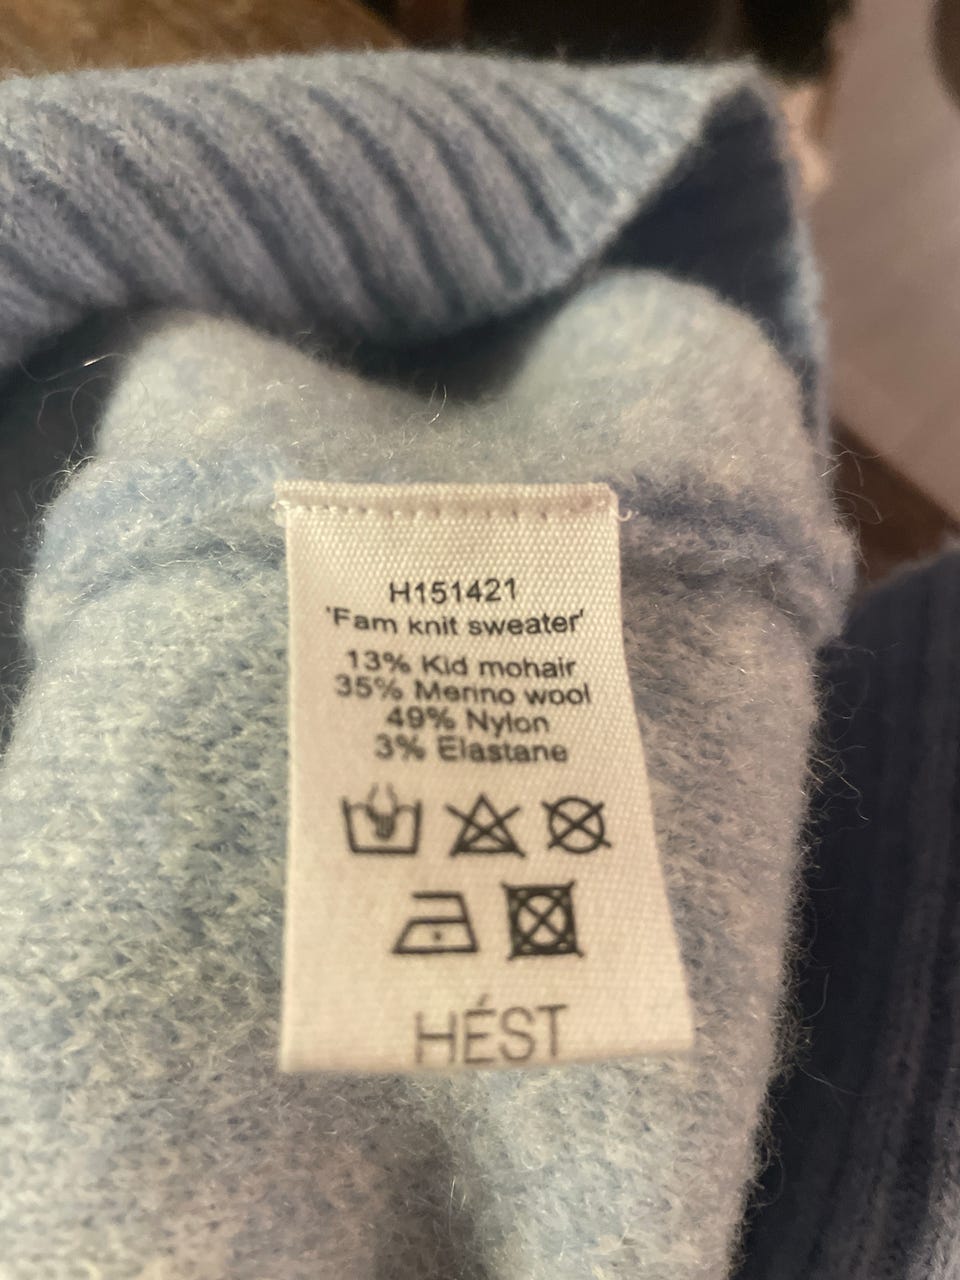 H151421
'Fam knit sweater'
13% Kid mohair
35% Merino wool
49% Nylon
3% Elastane
HÉST